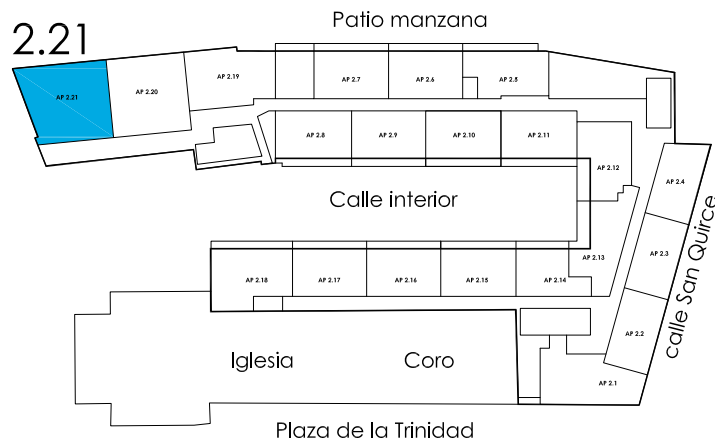 Patio manzana
2.21
AP 2.21
AP 2.20
AP 2.19
AP 2.7
AP 2.6
AP 2.5
AP 2.8
AP 2.9
AP 2.10
AP 2.11
AP 2.12
AP 2.4
Calle interior
calle San Quirce
AP 2.3
AP 2.13
AP 2.18
AP 2.17
AP 2.16
AP 2.15
AP 2.14
AP 2.2
Iglesia
Coro
AP 2.1
Plaza de la Trinidad